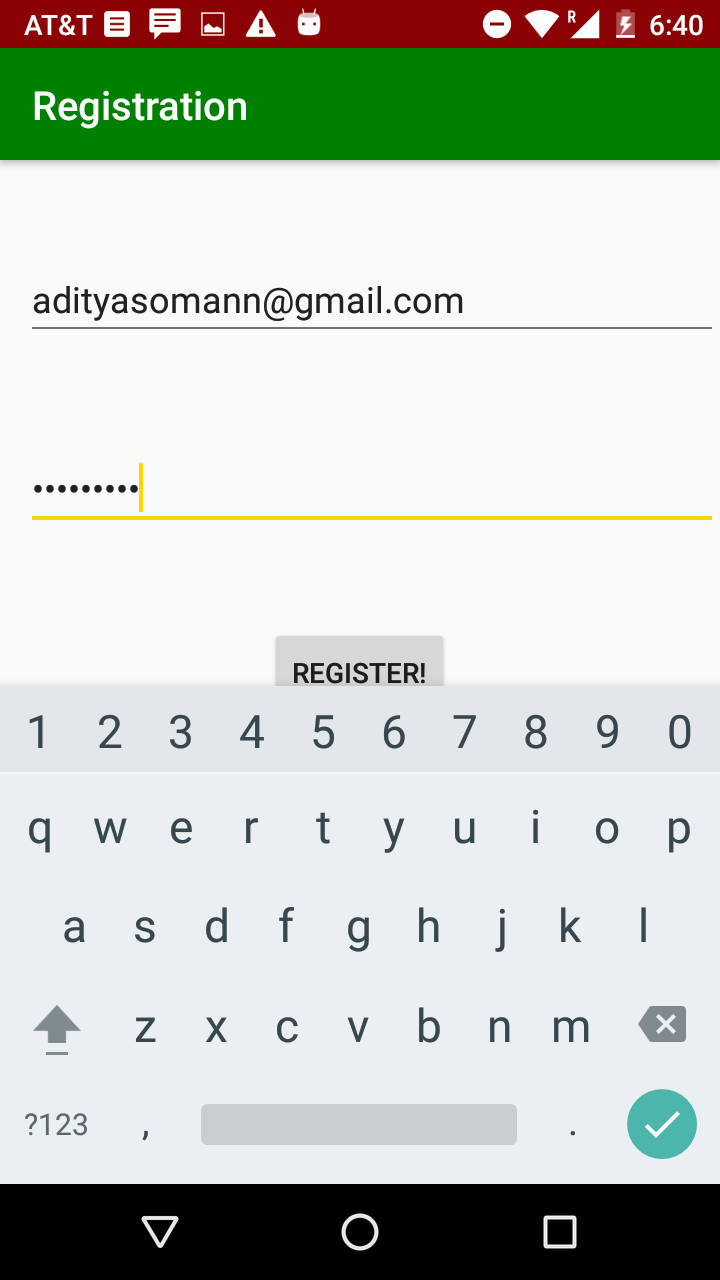 AT&T R 6:40
Registration
adityasomann@gmail.com
•••••••••
REGISTER!
1 2 3 4 5 6 7 8 9 0
q w e r t y u i o p
a s d f g h j k l
z x c v b n m
?123 , .